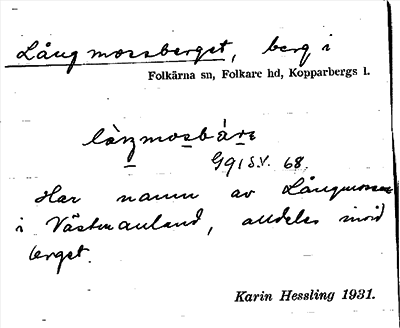 Långmossberget, berg i
Folkärna sn, Folkare hd, Kopparbergs l.
låŋmosbärε
G91 S.V. 68.
Har namn av Långmossen
i Västmanland, alldeles invid
berget.
Karin Hessling 1931.